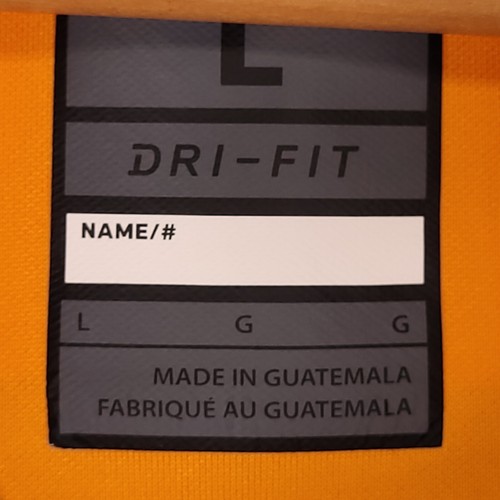 L
DRI-FIT
NAME/#
L G G
MADE IN GUATEMALA
FABRIQUÉ AU GUATEMALA